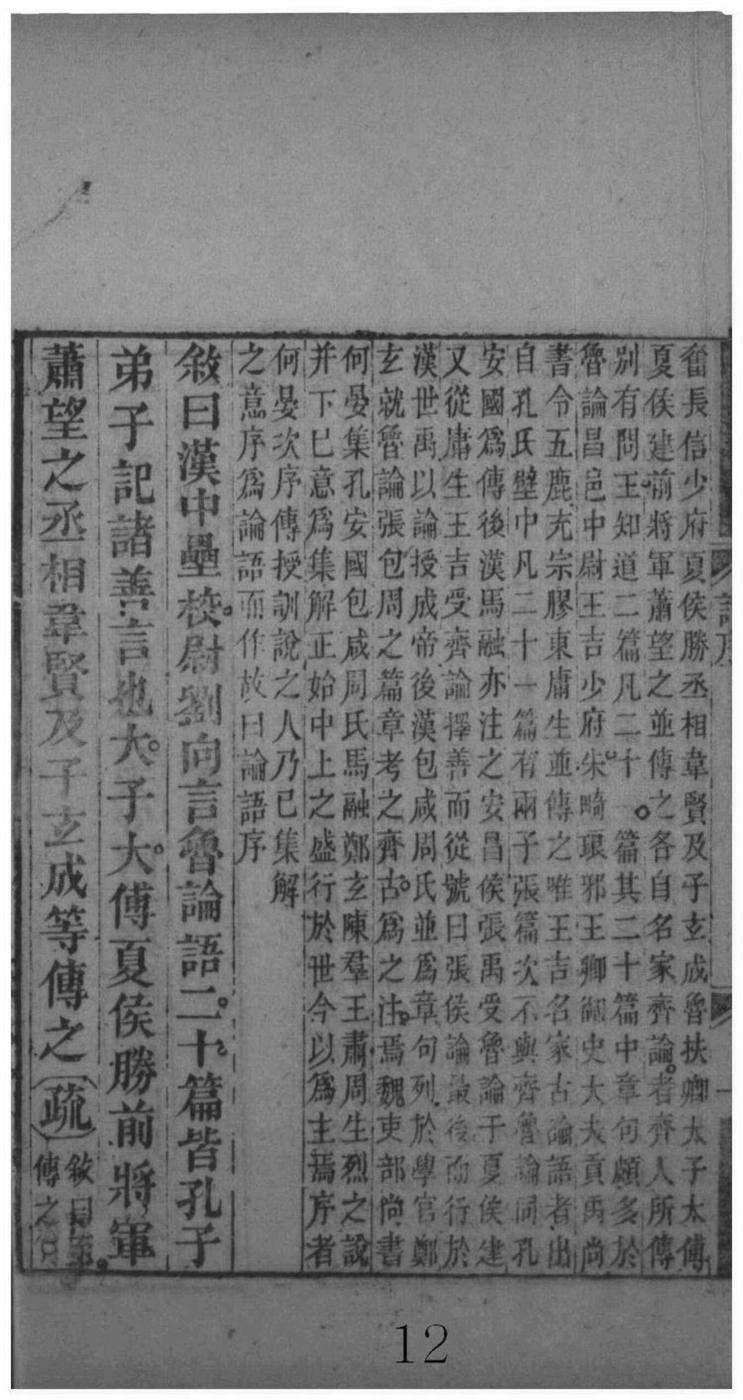 奮長信少府夏侯勝丞相韋賢及子玄成魯扶卿太子太傅
夏侯建前將軍蕭望之並傳之各自名家齊論者齊人所傳
別有問王知道二篇凡二十二篇其二十篇中章句頗多於
魯論昌邑中尉王吉少府朱畸琅邪王卿御史大夫貢禹尚
書令五鹿充宗膠東庸生並傳之唯王吉名家古論語者出
自孔氏壁中凡二十一篇有兩子張篇次不與齊魯論同孔
安國爲傳後漢馬融亦注之安昌侯張禹受魯論于夏侯建
又從庸生王吉受齊論擇善而從號曰張侯論最後而行於
漢世禹以論授成帝後漢包咸周氏並爲章句列於學官鄭
玄就魯論張包周之篇章考之齊古爲之注焉魏吏部尚書
何晏集孔安國包咸周氏馬融鄭玄陳羣王肅周生烈之說
并下已意爲集解正始中上之盛行於世今以爲主焉序者
何晏次序傳授訓說之人乃已集解
之意序爲論語而作故曰論語序
敘曰漢中壘校尉劉向言魯論語二十篇皆孔子
弟子記諸善言也大子大傅夏侯勝前將軍
蕭望之丞相韋賢及子玄成等傳之
疏
敘曰至
傳之
12